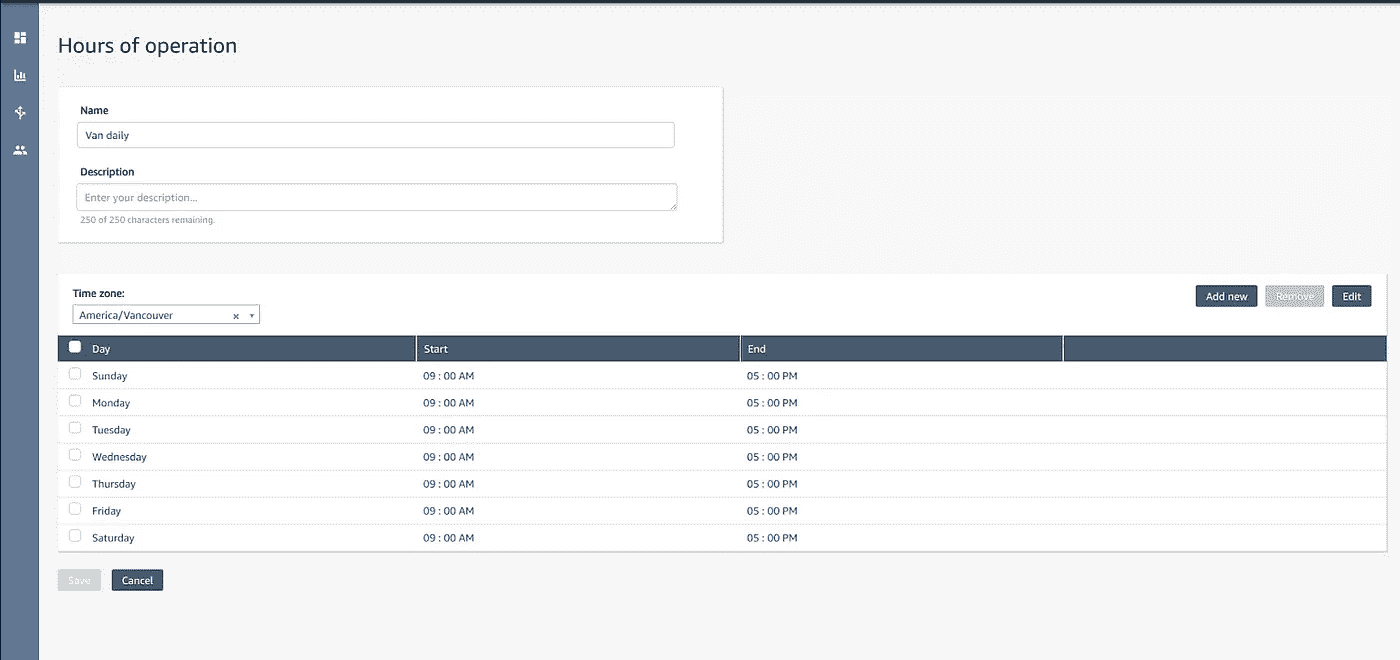 Hours of operation
Name
Van daily
Description
Enter your description...
250 of 250 characters remaining.
Time zone:
America/Vancouver
Add new Remove Edit
Day Start End
Sunday 09 : 00 AM 05 : 00 PM
Monday 09 : 00 AM 05 : 00 PM
Tuesday 09 : 00 AM 05 : 00 PM
Wednesday 09 : 00 AM 05 : 00 PM
Thursday 09 : 00 AM 05 : 00 PM
Friday 09 : 00 AM 05 : 00 PM
Saturday 09 : 00 AM 05 : 00 PM
Save Cancel